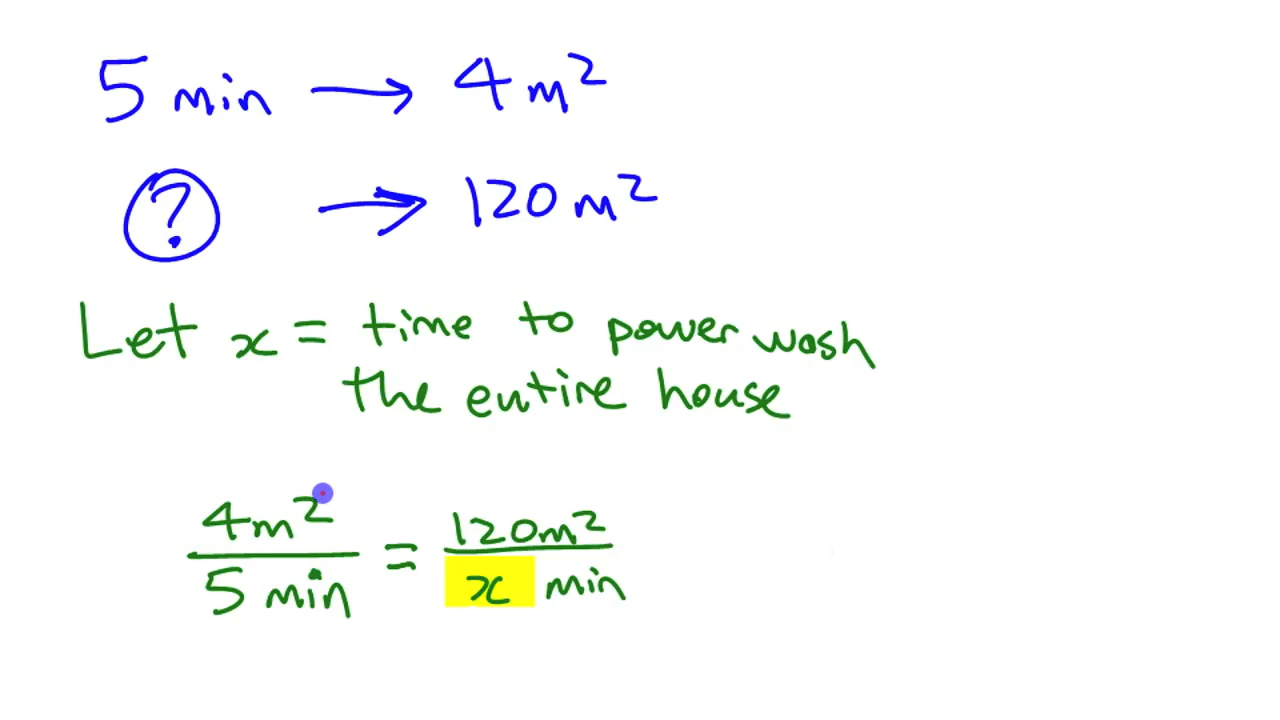 5 min → 4 m²
? → 120 m²
Let x = time to power wash
the entire house
4m² / 5 min = 120m² / x min